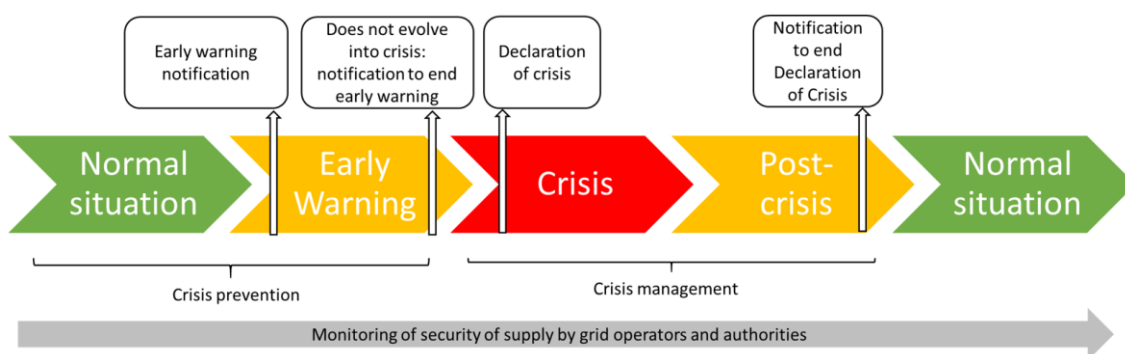 Early warning
notification
Does not evolve
into crisis:
notification to end
early warning
Declaration
of crisis
Notification
to end
Declaration
of Crisis
Normal
situation
Early
Warning
Crisis
Post-
crisis
Normal
situation
Crisis prevention
Crisis management
Monitoring of security of supply by grid operators and authorities